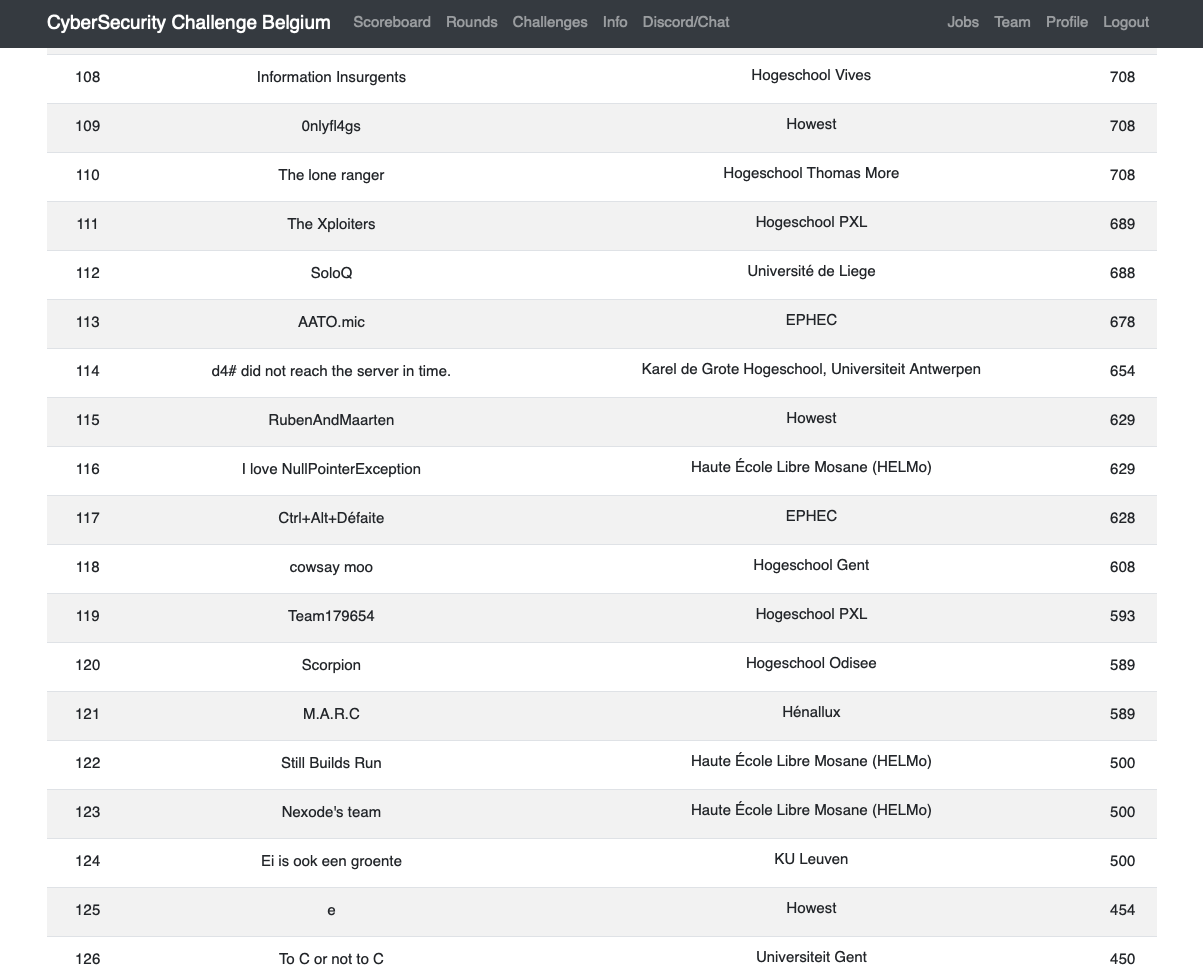 CyberSecurity Challenge Belgium Scoreboard Rounds Challenges Info Discord/Chat Jobs Team Profile Logout
108 Information Insurgents Hogeschool Vives 708
109 0nlyfl4gs Howest 708
110 The lone ranger Hogeschool Thomas More 708
111 The Xploiters Hogeschool PXL 689
112 SoloQ Université de Liege 688
113 AATO.mic EPHEC 678
114 d4# did not reach the server in time. Karel de Grote Hogeschool, Universiteit Antwerpen 654
115 RubenAndMaarten Howest 629
116 I love NullPointerException Haute École Libre Mosane (HELMo) 629
117 Ctrl+Alt+Défaite EPHEC 628
118 cowsay moo Hogeschool Gent 608
119 Team179654 Hogeschool PXL 593
120 Scorpion Hogeschool Odisee 589
121 M.A.R.C Hénallux 589
122 Still Builds Run Haute École Libre Mosane (HELMo) 500
123 Nexode's team Haute École Libre Mosane (HELMo) 500
124 Ei is ook een groente KU Leuven 500
125 e Howest 454
126 To C or not to C Universiteit Gent 450